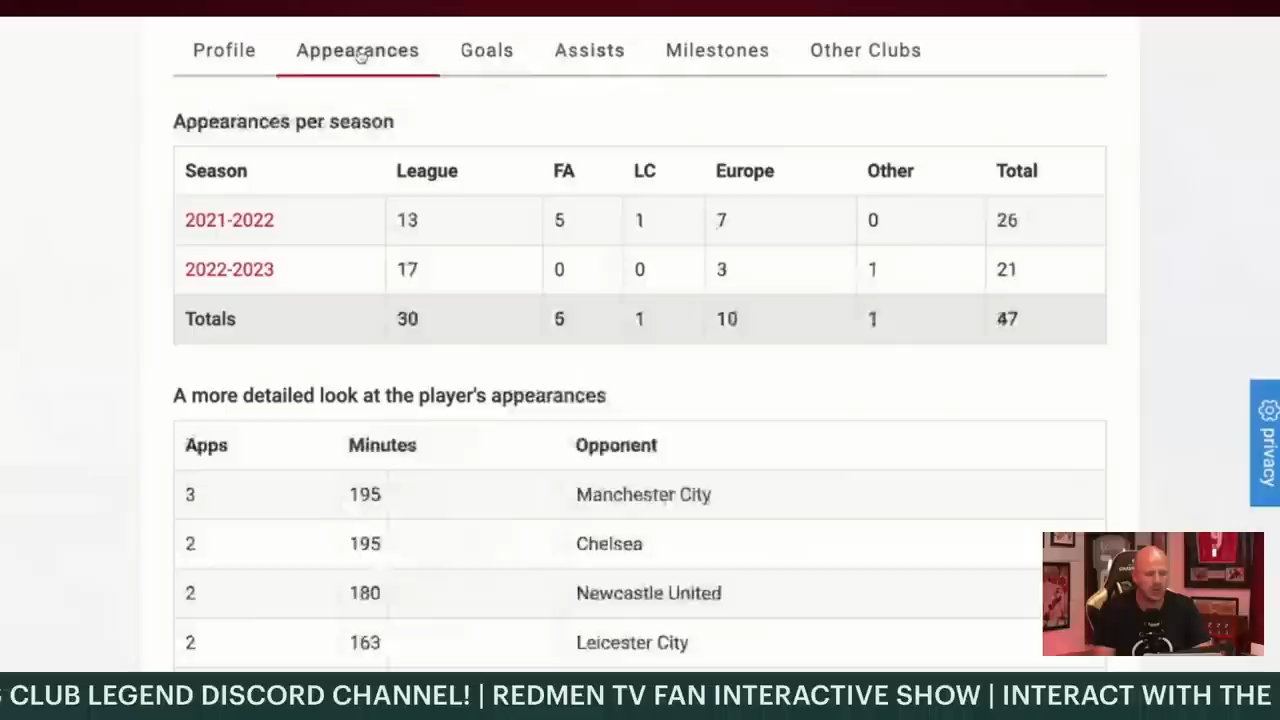 Profile Appearances Goals Assists Milestones Other Clubs
Appearances per season
Season League FA LC Europe Other Total
2021-2022 13 5 1 7 0 26
2022-2023 17 0 0 3 1 21
Totals 30 5 1 10 1 47
A more detailed look at the player's appearances
Apps Minutes Opponent
3 195 Manchester City
2 195 Chelsea
2 180 Newcastle United
2 163 Leicester City
privacy
CLUB LEGEND DISCORD CHANNEL! | REDMEN TV FAN INTERACTIVE SHOW | INTERACT WITH THE